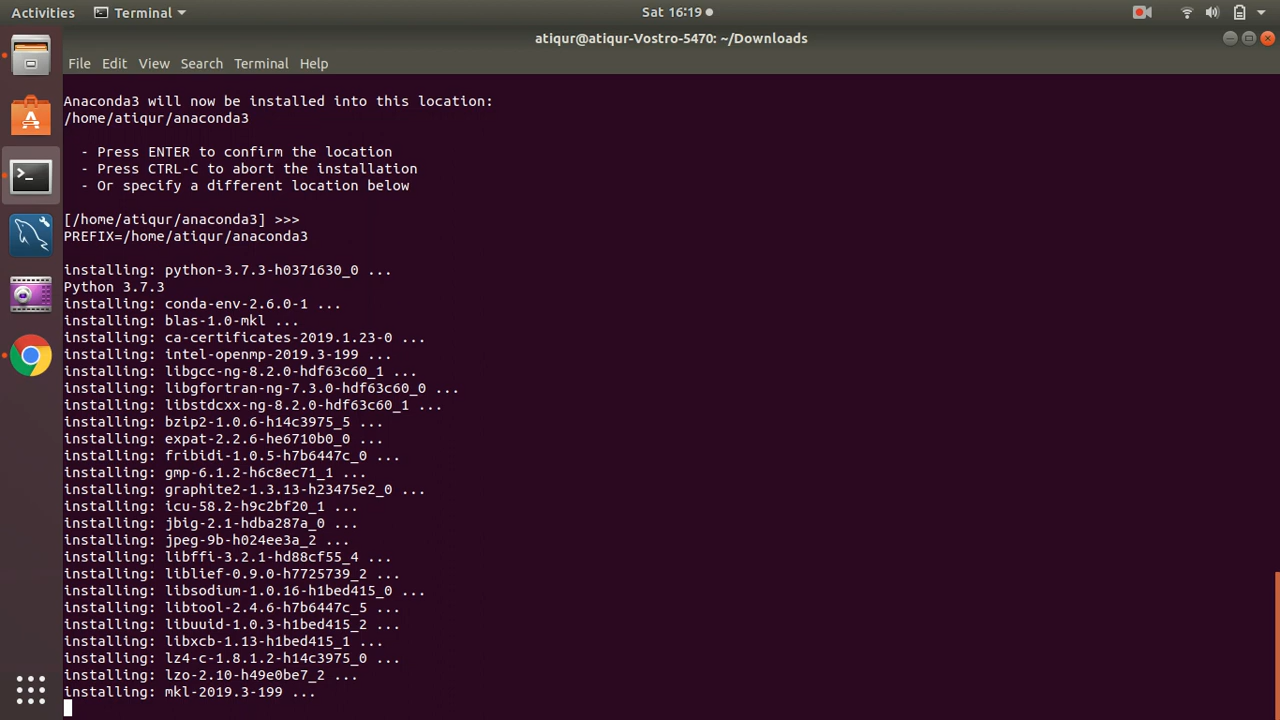 Activities Terminal Sat 16:19
atiqur@atiqur-Vostro-5470: ~/Downloads
File Edit View Search Terminal Help
Anaconda3 will now be installed into this location:
/home/atiqur/anaconda3
- Press ENTER to confirm the location
- Press CTRL-C to abort the installation
- Or specify a different location below
[/home/atiqur/anaconda3] >>>
PREFIX=/home/atiqur/anaconda3
installing: python-3.7.3-h0371630_0 ...
Python 3.7.3
installing: conda-env-2.6.0-1 ...
installing: blas-1.0-mkl ...
installing: ca-certificates-2019.1.23-0 ...
installing: intel-openmp-2019.3-199 ...
installing: libgcc-ng-8.2.0-hdf63c60_1 ...
installing: libgfortran-ng-7.3.0-hdf63c60_0 ...
installing: libstdcxx-ng-8.2.0-hdf63c60_1 ...
installing: bzip2-1.0.6-h14c3975_5 ...
installing: expat-2.2.6-he6710b0_0 ...
installing: fribidi-1.0.5-h7b6447c_0 ...
installing: gmp-6.1.2-h6c8ec71_1 ...
installing: graphite2-1.3.13-h23475e2_0 ...
installing: icu-58.2-h9c2bf20_1 ...
installing: jbig-2.1-hdba287a_0 ...
installing: jpeg-9b-h024ee3a_2 ...
installing: libffi-3.2.1-hd88cf55_4 ...
installing: liblief-0.9.0-h7725739_2 ...
installing: libsodium-1.0.16-h1bed415_0 ...
installing: libtool-2.4.6-h7b6447c_5 ...
installing: libuuid-1.0.3-h1bed415_2 ...
installing: libxcb-1.13-h1bed415_1 ...
installing: lz4-c-1.8.1.2-h14c3975_0 ...
installing: lzo-2.10-h49e0be7_2 ...
installing: mkl-2019.3-199 ...